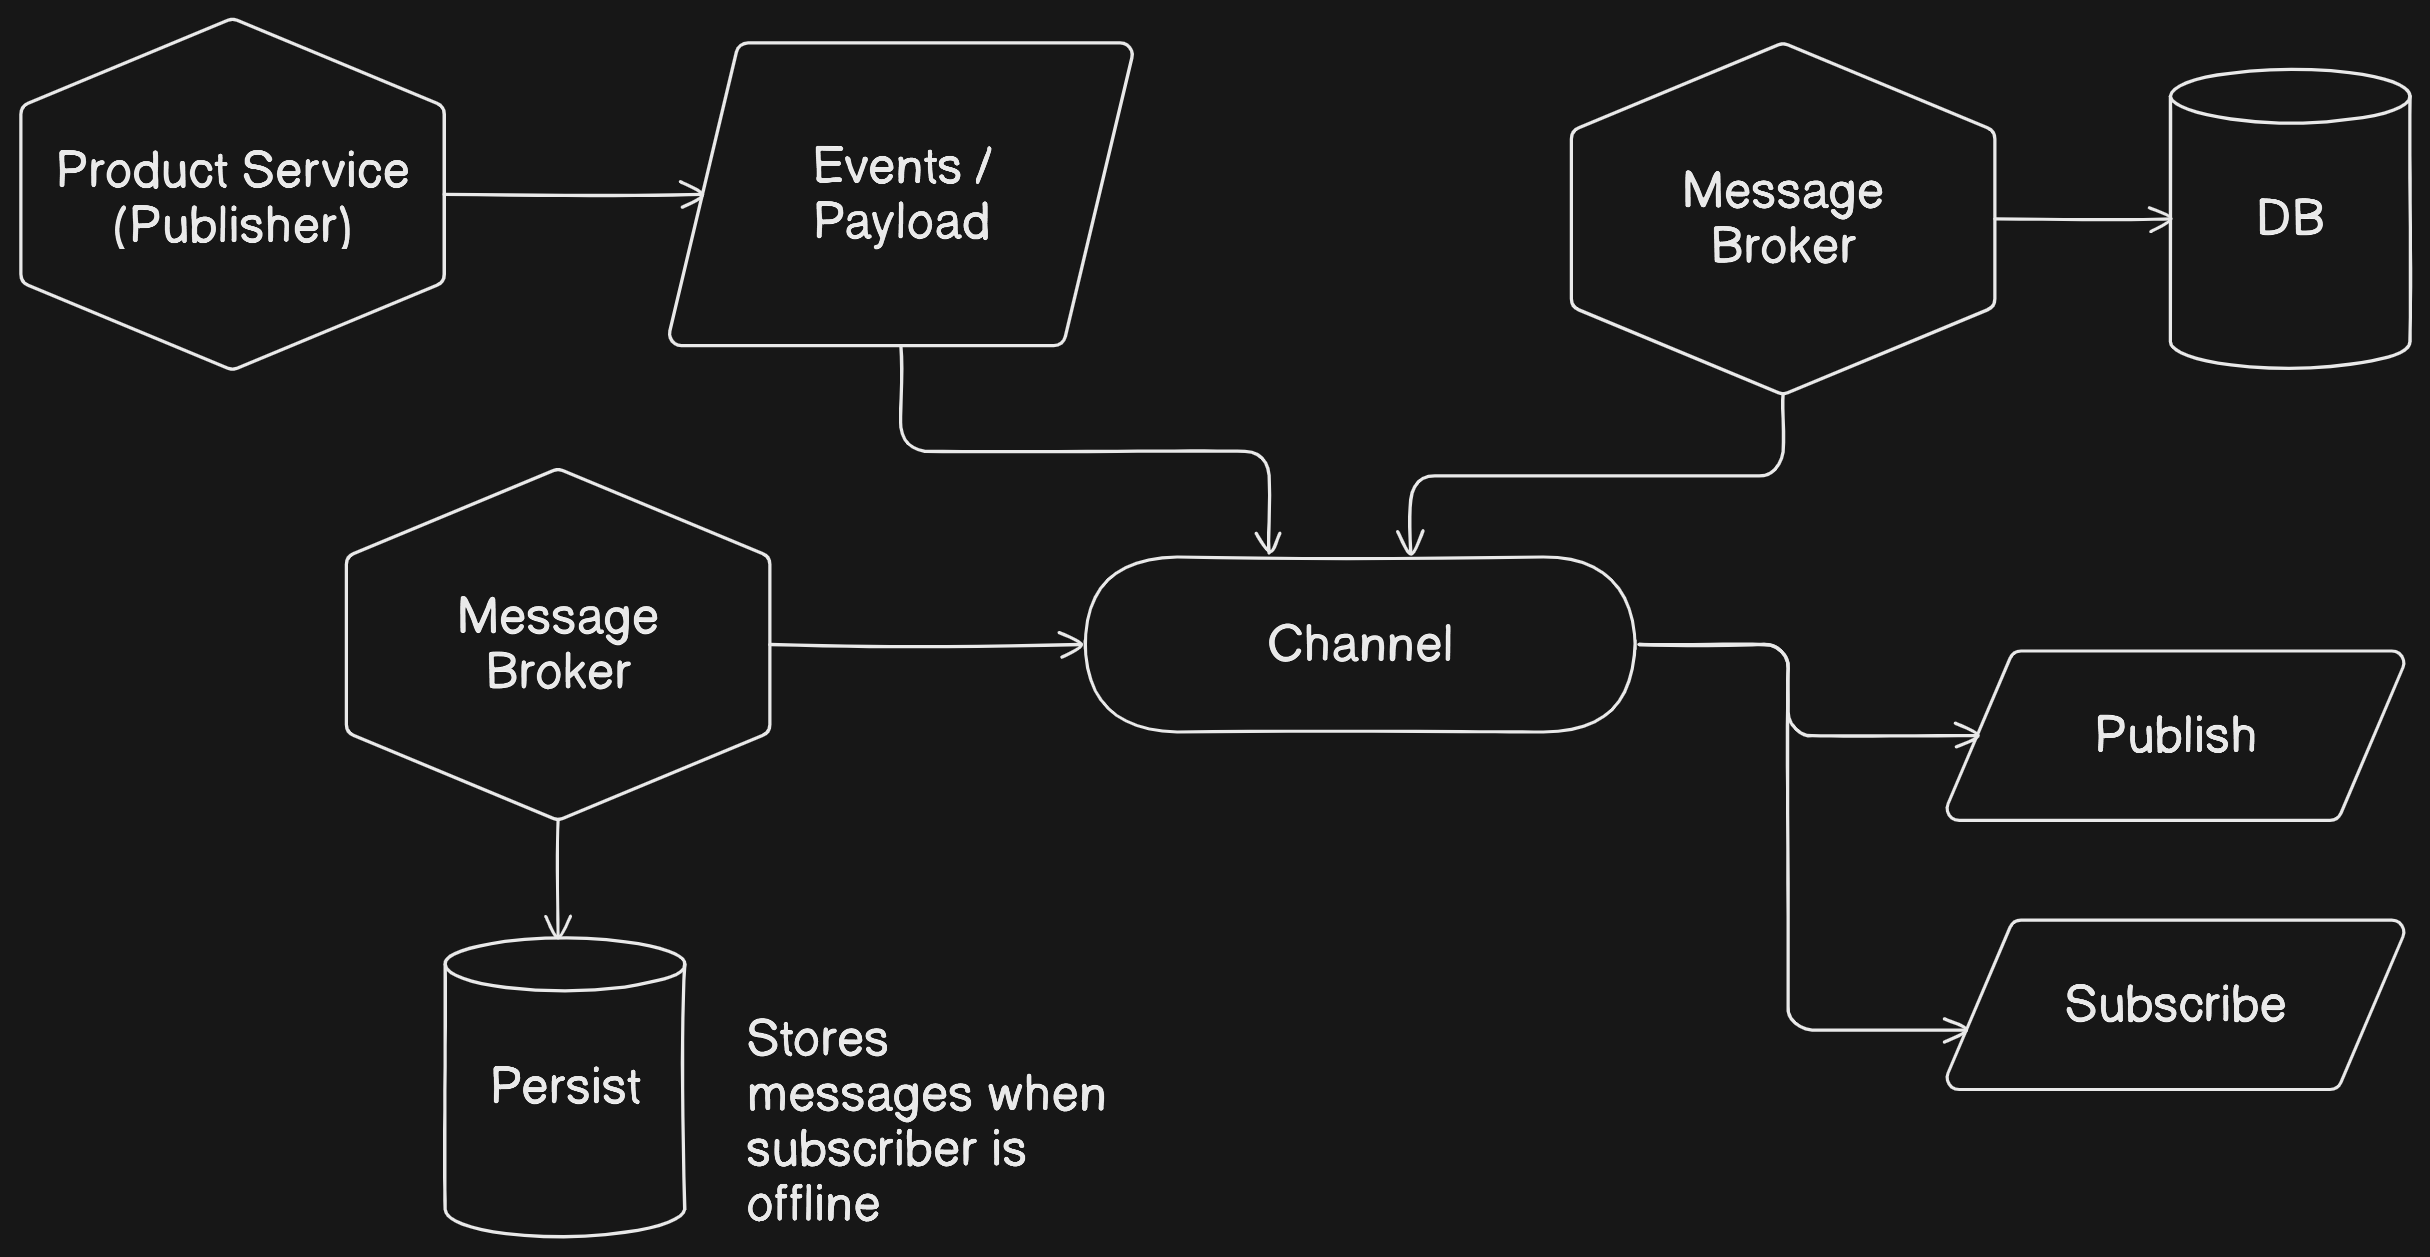 Product Service
(Publisher)
Events /
Payload
Message
Broker
DB
Message
Broker
Channel
Publish
Subscribe
Persist
Stores
messages when
subscriber is
offline